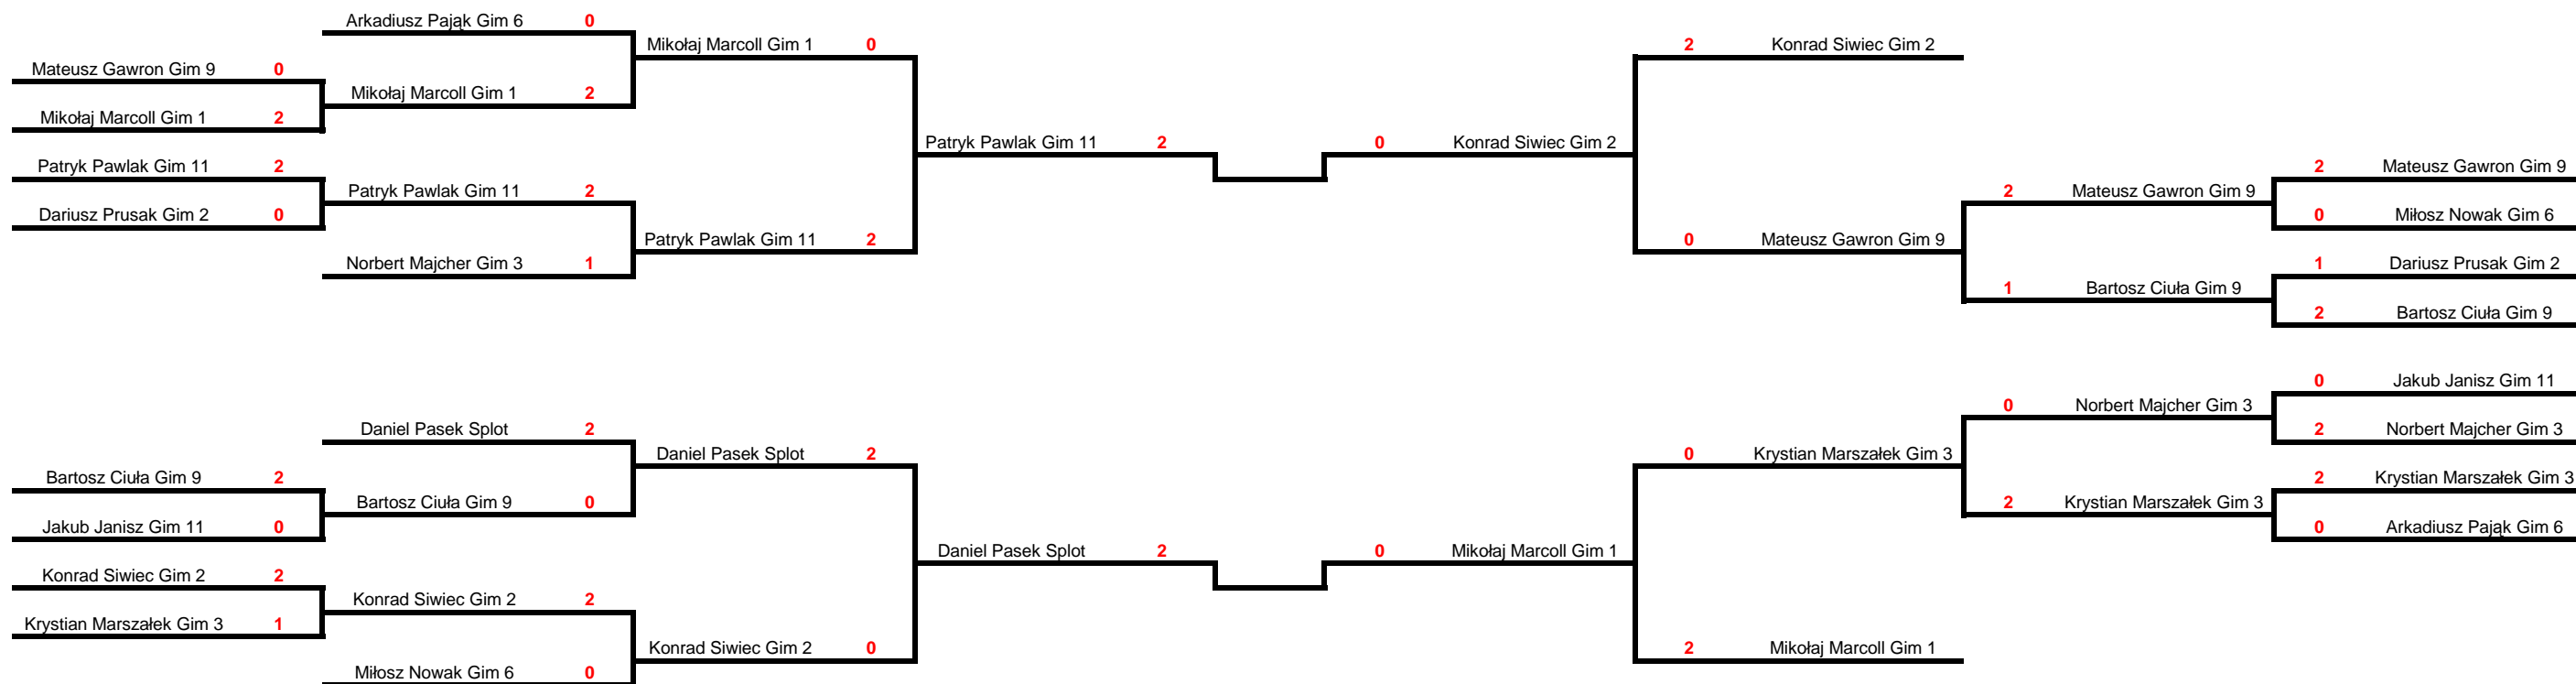 Arkadiusz Pająk Gim 6 0
Mikołaj Marcoll Gim 1 0 2 Konrad Siwiec Gim 2
Mateusz Gawron Gim 9 0
Mikołaj Marcoll Gim 1 2
Mikołaj Marcoll Gim 1 2
Patryk Pawlak Gim 11 2 0 Konrad Siwiec Gim 2
Patryk Pawlak Gim 11 2 2 Mateusz Gawron Gim 9
Patryk Pawlak Gim 11 2 2 Mateusz Gawron Gim 9
Dariusz Prusak Gim 2 0 0 Miłosz Nowak Gim 6
Patryk Pawlak Gim 11 2 0 Mateusz Gawron Gim 9
Norbert Majcher Gim 3 1 1 Dariusz Prusak Gim 2
1 Bartosz Ciuła Gim 9
2 Bartosz Ciuła Gim 9
0 Jakub Janisz Gim 11
0 Norbert Majcher Gim 3
Daniel Pasek Splot 2 2 Norbert Majcher Gim 3
Daniel Pasek Splot 2 0 Krystian Marszałek Gim 3
Bartosz Ciuła Gim 9 2 2 Krystian Marszałek Gim 3
Bartosz Ciuła Gim 9 0 2 Krystian Marszałek Gim 3
Jakub Janisz Gim 11 0 0 Arkadiusz Pająk Gim 6
Daniel Pasek Splot 2 0 Mikołaj Marcoll Gim 1
Konrad Siwiec Gim 2 2
Konrad Siwiec Gim 2 2
Krystian Marszałek Gim 3 1
Konrad Siwiec Gim 2 0 2 Mikołaj Marcoll Gim 1
Miłosz Nowak Gim 6 0